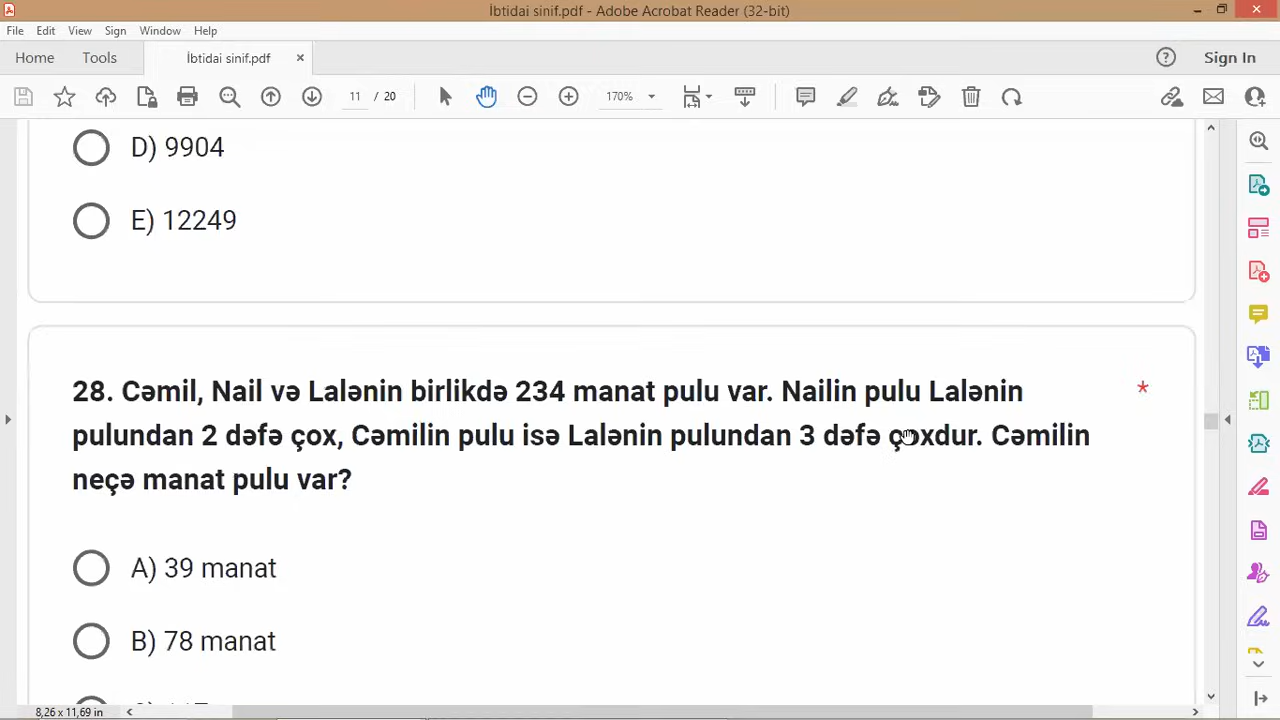 İbtidai sinif.pdf - Adobe Acrobat Reader (32-bit)
File Edit View Sign Window Help
Home Tools İbtidai sinif.pdf × Sign In
11 / 20 170%
D) 9904
E) 12249
28. Cəmil, Nail və Lalənin birlikdə 234 manat pulu var. Nailin pulu Lalənin *
pulundan 2 dəfə çox, Cəmilin pulu isə Lalənin pulundan 3 dəfə çoxdur. Cəmilin
neçə manat pulu var?
A) 39 manat
B) 78 manat
8,26 x 11,69 in